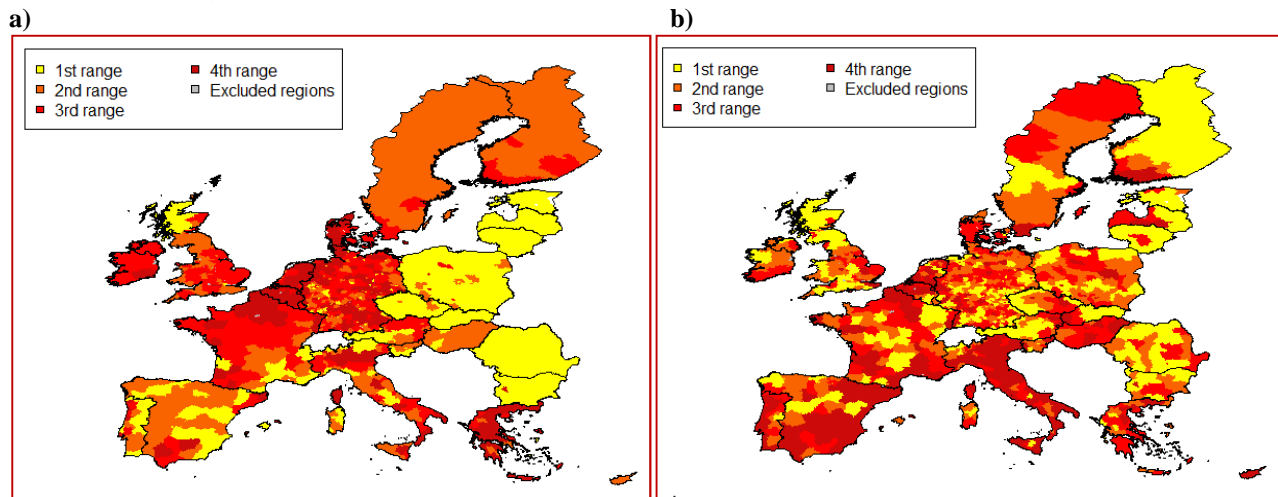 a)
b)
1st range
4th range
2nd range
Excluded regions
3rd range
1st range
4th range
2nd range
Excluded regions
3rd range